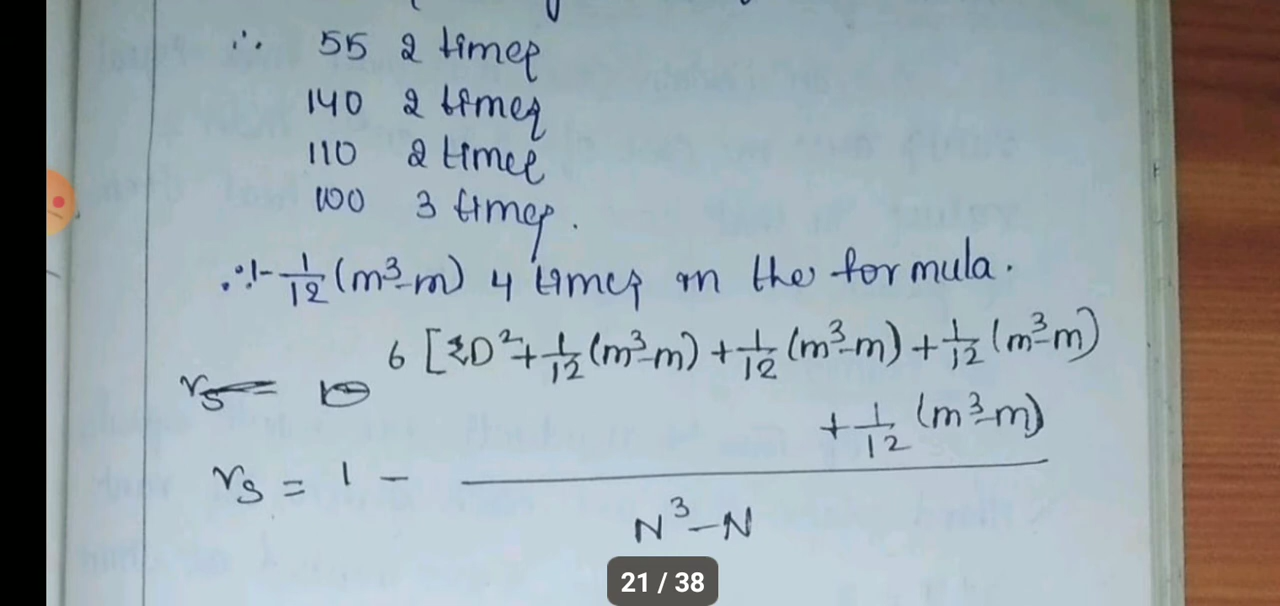 ∴ 55 2 times
140 2 times
110 2 times
100 3 times.
∴ 1/12 (m³-m) 4 times in the formula.
6 [ΣD²+ 1/12 (m³-m) + 1/12 (m³-m) + 1/12 (m³-m)
+ 1/12 (m³-m)
rs = 1 -
N³-N
21 / 38